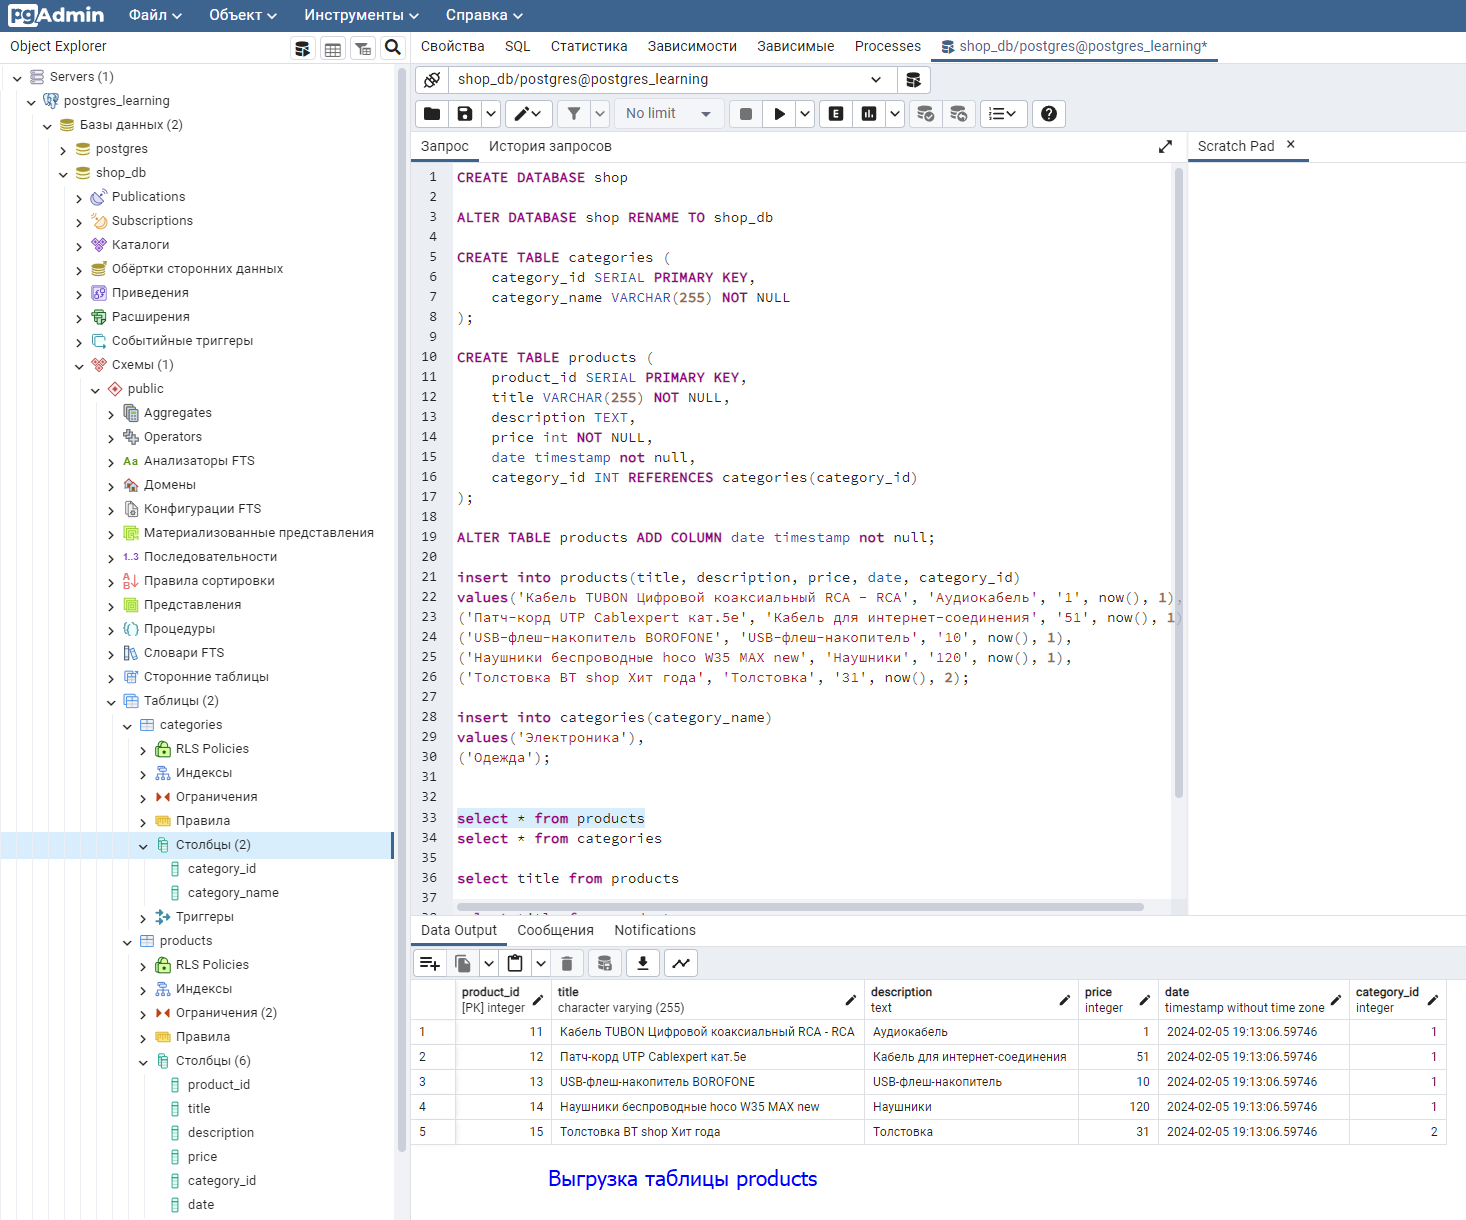 pgAdmin Файл Объект Инструменты Справка
Object Explorer
Servers (1)
postgres_learning
Базы данных (2)
postgres
shop_db
Publications
Subscriptions
Каталоги
Обёртки сторонних данных
Приведения
Расширения
Событийные триггеры
Схемы (1)
public
Aggregates
Operators
Aa Анализаторы FTS
Домены
Конфигурации FTS
Материализованные представления
1..3 Последовательности
Правила сортировки
Представления
Процедуры
Словари FTS
Сторонние таблицы
Таблицы (2)
categories
RLS Policies
Индексы
Ограничения
Правила
Столбцы (2)
category_id
category_name
Триггеры
products
RLS Policies
Индексы
Ограничения (2)
Правила
Столбцы (6)
product_id
title
description
price
category_id
date
Свойства SQL Статистика Зависимости Зависимые Processes shop_db/postgres@postgres_learning*
shop_db/postgres@postgres_learning
No limit E
Запрос История запросов
Scratch Pad
1 CREATE DATABASE shop
2
3 ALTER DATABASE shop RENAME TO shop_db
4
5 CREATE TABLE categories (
6 category_id SERIAL PRIMARY KEY,
7 category_name VARCHAR(255) NOT NULL
8 );
9
10 CREATE TABLE products (
11 product_id SERIAL PRIMARY KEY,
12 title VARCHAR(255) NOT NULL,
13 description TEXT,
14 price int NOT NULL,
15 date timestamp not null,
16 category_id INT REFERENCES categories(category_id)
17 );
18
19 ALTER TABLE products ADD COLUMN date timestamp not null;
20
21 insert into products(title, description, price, date, category_id)
22 values('Кабель TUBON Цифровой коаксиальный RCA - RCA', 'Аудиокабель', '1', now(), 1),
23 ('Патч-корд UTP Cablexpert кат.5e', 'Кабель для интернет-соединения', '51', now(), 1)
24 ('USB-флеш-накопитель BOROFONE', 'USB-флеш-накопитель', '10', now(), 1),
25 ('Наушники беспроводные hoco W35 MAX new', 'Наушники', '120', now(), 1),
26 ('Толстовка BT shop Хит года', 'Толстовка', '31', now(), 2);
27
28 insert into categories(category_name)
29 values('Электроника'),
30 ('Одежда');
31
32
33 select * from products
34 select * from categories
35
36 select title from products
37
Data Output Сообщения Notifications
product_id title description price date category_id
[PK] integer character varying (255) text integer timestamp without time zone integer
1 11 Кабель TUBON Цифровой коаксиальный RCA - RCA Аудиокабель 1 2024-02-05 19:13:06.59746 1
2 12 Патч-корд UTP Cablexpert кат.5e Кабель для интернет-соединения 51 2024-02-05 19:13:06.59746 1
3 13 USB-флеш-накопитель BOROFONE USB-флеш-накопитель 10 2024-02-05 19:13:06.59746 1
4 14 Наушники беспроводные hoco W35 MAX new Наушники 120 2024-02-05 19:13:06.59746 1
5 15 Толстовка BT shop Хит года Толстовка 31 2024-02-05 19:13:06.59746 2
Выгрузка таблицы products